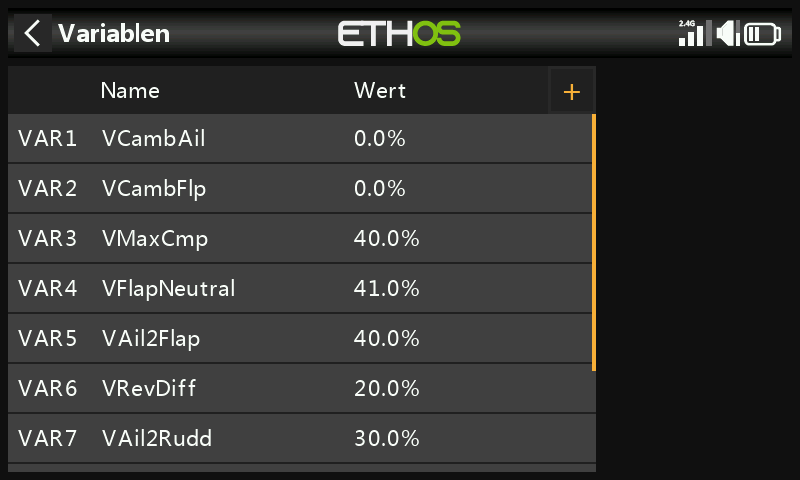 Variablen
ETHOS
2.4G
Name Wert +
VAR1 VCambAil 0.0%
VAR2 VCambFlp 0.0%
VAR3 VMaxCmp 40.0%
VAR4 VFlapNeutral 41.0%
VAR5 VAil2Flap 40.0%
VAR6 VRevDiff 20.0%
VAR7 VAil2Rudd 30.0%